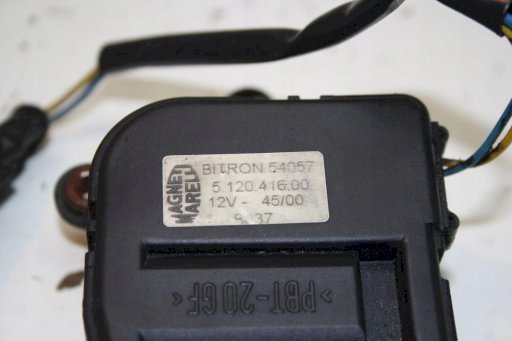 MAGNETI
MARELLI
BITRON 54057
5 120 416.00
12V - 45/00
>PBT-20GF<